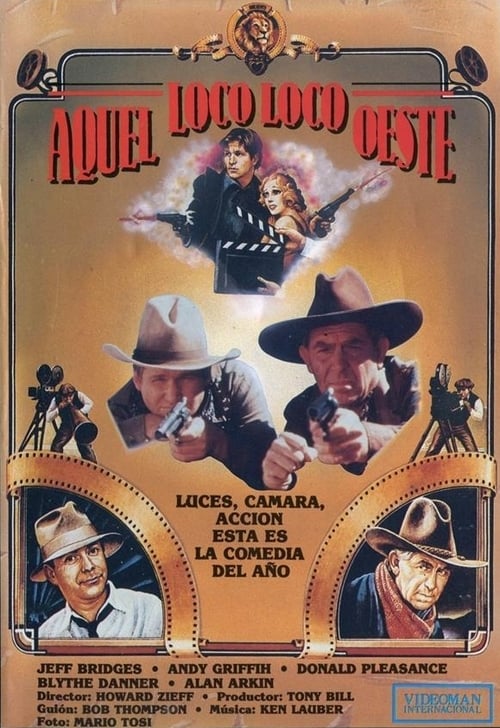 AQUEL LOCO LOCO OESTE
LUCES, CAMARA,
ACCION
ESTA ES
LA COMEDIA
DEL AÑO
JEFF BRIDGES • ANDY GRIFFIH • DONALD PLEASANCE
BLYTHE DANNER • ALAN ARKIN
Director: HOWARD ZIEFF • Productor: TONY BILL
Guión: BOB THOMPSON • Música: KEN LAUBER
Foto: MARIO TOSI
VIDEOMAN
INTERNACIONAL